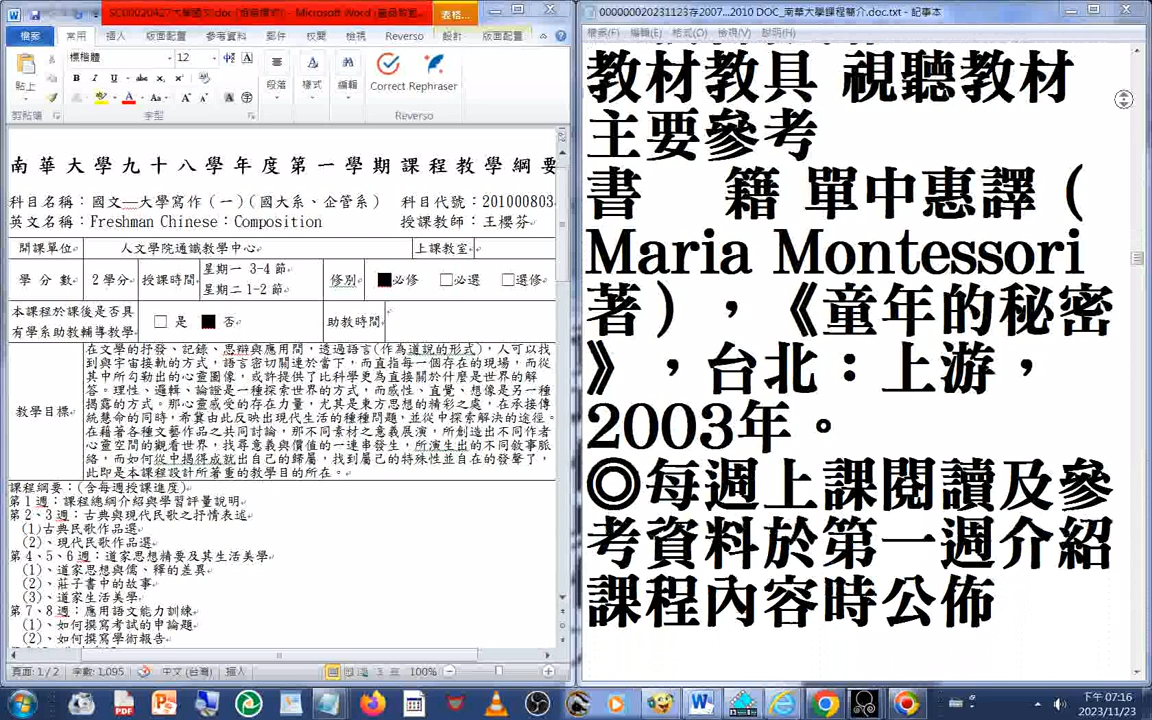 SC00020427大學國文.doc [相容模式] - Microsoft Word (產品啟動...
表格...
檔案 常用 插入 版面配置 參考資料 郵件 校閱 檢視 Reverso 設計 版面配置
標楷體 12
貼上
段落 樣式 編輯 Correct Rephraser
剪貼簿 字型 Reverso
南華大學九十八學年度第一學期課程教學綱要
科目名稱：國文—大學寫作(一)(國大系、企管系) 科目代號：201000803
英文名稱：Freshman Chinese：Composition 授課教師：王櫻芬
開課單位 人文學院通識教學中心 上課教室
學分數 2學分 授課時間 星期一 3-4節 修別 ■必修 □必選 □選修
星期二1-2節
本課程於課後是否具 □ 是 ■ 否 助教時間
有學系助教輔導教學
教學目標
在文學的抒發、記錄、思辯與應用間，透過語言(作為道說的形式)，人可以找
到與宇宙接軌的方式，語言密切關連於當下，而直指每一個存在的現場，而從
其中所勾勒出的心靈圖像，或許提供了比科學更為直接關於什麼是世界的解
答。理性、邏輯、論證是一種探索世界的方式，而感性、直覺、想像是另一種
揭露的方式。那心靈感受的存在力量，尤其是東方思想的精彩之處，在承接傳
統慧命的同時，希冀由此反映出現代生活的種種問題，並從中探索解決的途徑。
在藉著各種文藝作品之共同討論，那不同素材之意義展演，所創造出不同作者
心靈空間的觀看世界，找尋意義與價值的一連串發生，所演生出的不同敘事脈
絡，而如何從中揭得成就出自己的歸屬，找到屬己的特殊性並自在的發聲了，
此即是本課程設計所著重的教學目的所在。
課程綱要：(含每週授課進度)
第1週：課程總綱介紹與學習評量說明
第2、3週：古典與現代民歌之抒情表述
(1)古典民歌作品選
(2)、現代民歌作品選
第4、5、6週：道家思想精要及其生活美學
(1)、道家思想與儒、釋的差異
(2)、莊子書中的故事
(3)、道家生活美學
第7、8週：應用語文能力訓練
(1)、如何撰寫考試的申論題
(2)、如何撰寫學術報告
頁面：1/2 字數：1,095 中文(台灣) 插入 100%
000000020231123存2007...2010 DOC_南華大學課程簡介.doc.txt - 記事本
檔案(F) 編輯(E) 格式(O) 檢視(V) 說明(H)
教材教具 視聽教材
主要參考
書　籍 單中惠譯（
Maria Montessori
著），《童年的秘密
》，台北：上游，
2003年。
◎每週上課閱讀及參
考資料於第一週介紹
課程內容時公佈
下午 07:16
2023/11/23